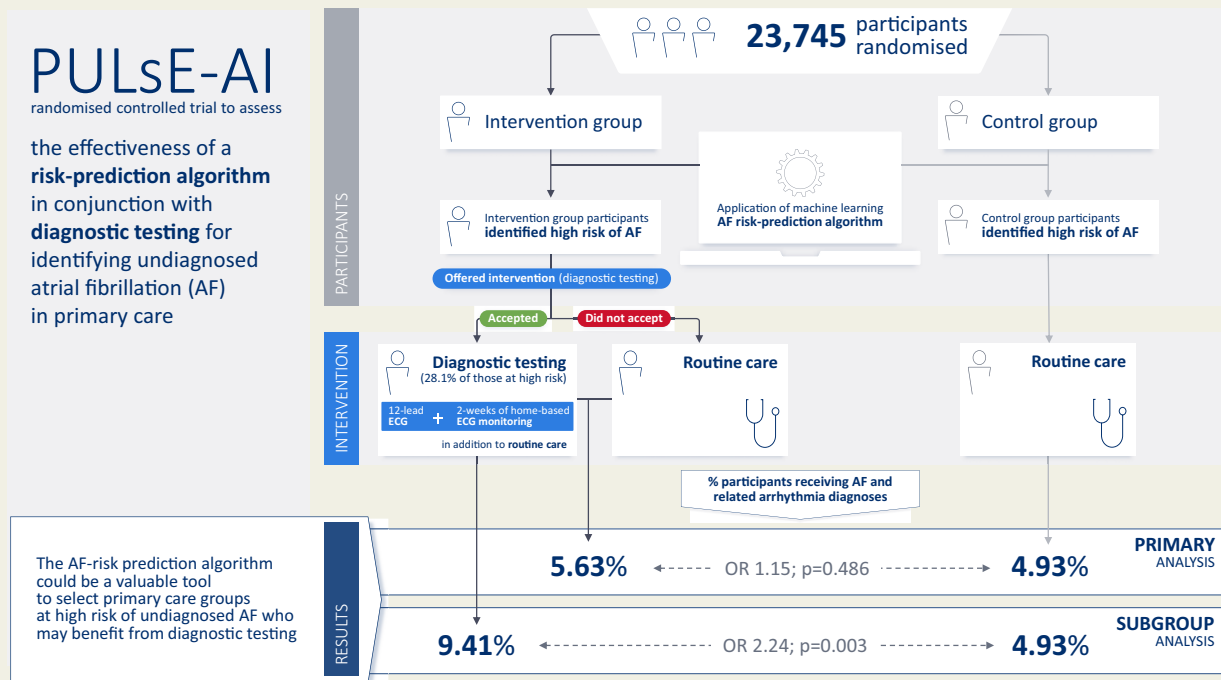 PULsE-AI
randomised controlled trial to assess
the effectiveness of a
risk-prediction algorithm
in conjunction with
diagnostic testing for
identifying undiagnosed
atrial fibrillation (AF)
in primary care
PARTICIPANTS
23,745 participants
randomised
Intervention group
Control group
Application of machine learning
AF risk-prediction algorithm
Intervention group participants
identified high risk of AF
Control group participants
identified high risk of AF
Offered intervention (diagnostic testing)
Accepted
Did not accept
INTERVENTION
Diagnostic testing
(28.1% of those at high risk)
12-lead
ECG
+
2-weeks of home-based
ECG monitoring
in addition to routine care
Routine care
Routine care
% participants receiving AF and
related arrhythmia diagnoses
RESULTS
The AF-risk prediction algorithm
could be a valuable tool
to select primary care groups
at high risk of undiagnosed AF who
may benefit from diagnostic testing
5.63%
OR 1.15; p=0.486
4.93%
PRIMARY
ANALYSIS
9.41%
OR 2.24; p=0.003
4.93%
SUBGROUP
ANALYSIS